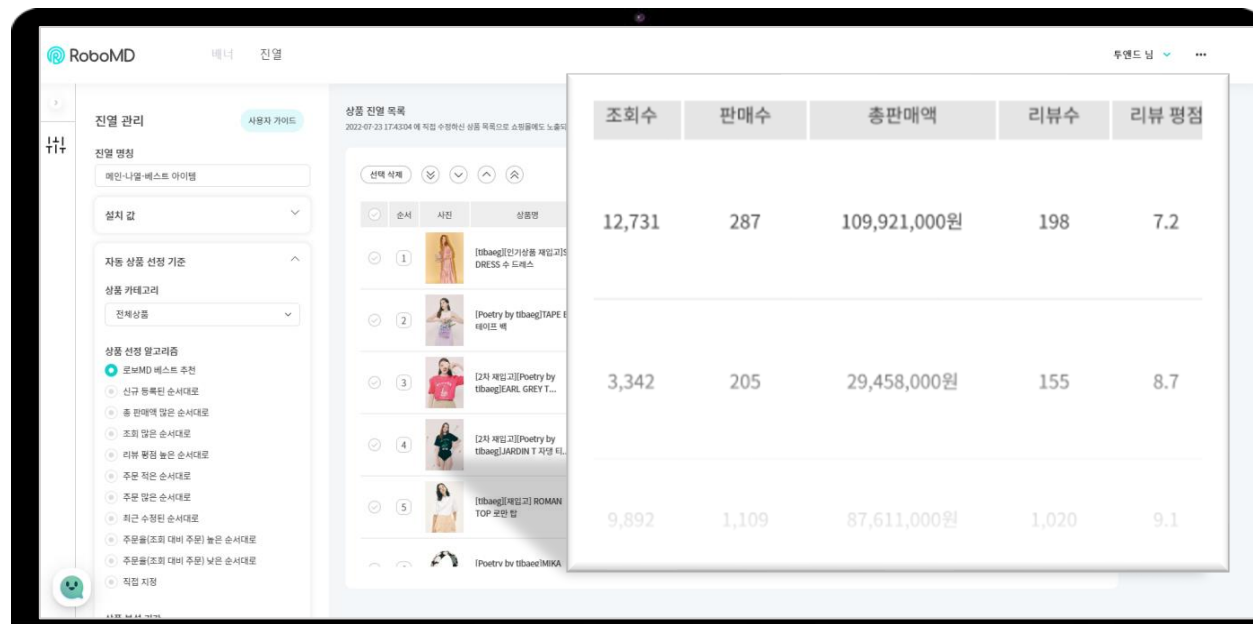 RoboMD
배너
진열
투앤드 님
•••
진열 관리
사용자 가이드
진열 명칭
메인-나열-베스트 아이템
설치 값
자동 상품 선정 기준
상품 카테고리
전체상품
상품 선정 알고리즘
로보MD 베스트 추천
신규 등록된 순서대로
총 판매액 많은 순서대로
조회 많은 순서대로
리뷰 평점 높은 순서대로
주문 적은 순서대로
주문 많은 순서대로
최근 수정된 순서대로
주문율(조회 대비 주문) 높은 순서대로
주문율(조회 대비 주문) 낮은 순서대로
직접 지정
상품 진열 목록
2022-07-23 17:43:04 에 직접 수정하신 상품 목록으로 쇼핑몰에도 노출되
선택 삭제
순서 사진 상품명
1 [tibaeg][인기상품 재입고]S
DRESS 수 드레스
2 [Poetry by tibaeg]TAPE B
테이프 백
3 [2차 재입고][Poetry by
tibaeg]EARL GREY T...
4 [2차 재입고][Poetry by
tibaeg]JARDIN T 자댕 티...
5 [tibaeg][재입고] ROMAN
TOP 로만 탑
[Poetry by tibaeg]MIKA
조회수 판매수 총판매액 리뷰수 리뷰 평점
12,731 287 109,921,000원 198 7.2
3,342 205 29,458,000원 155 8.7
9,892 1,109 87,611,000원 1,020 9.1